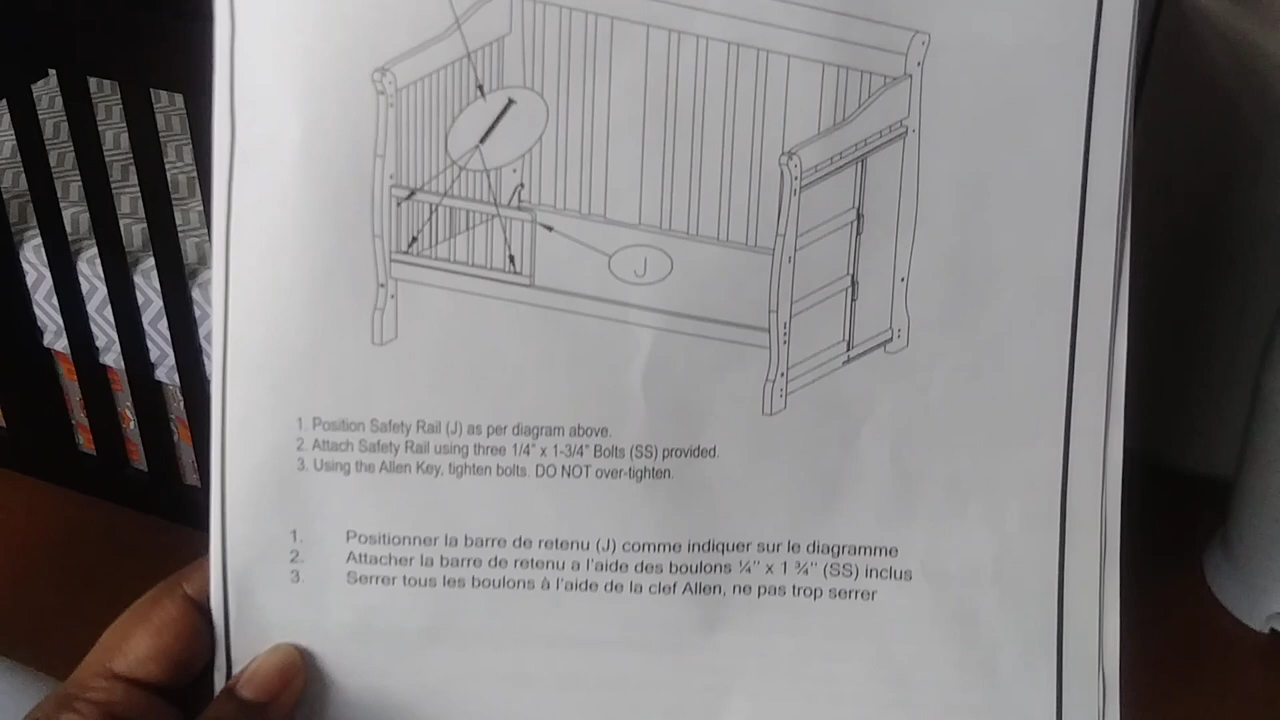 J
1. Position Safety Rail (J) as per diagram above.
2. Attach Safety Rail using three 1/4" x 1-3/4" Bolts (SS) provided.
3. Using the Allen Key, tighten bolts. DO NOT over-tighten.
1. Positionner la barre de retenu (J) comme indiquer sur le diagramme
2. Attacher la barre de retenu a l'aide des boulons ¼" x 1 ¾" (SS) inclus
3. Serrer tous les boulons à l'aide de la clef Allen, ne pas trop serrer